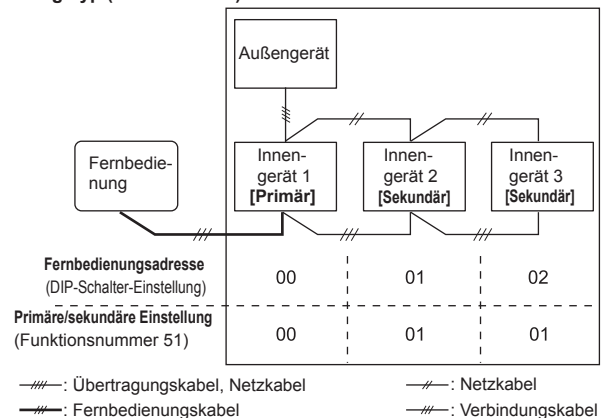 Außengerät
Fernbedie-
nung
Innen-
gerät 1
[Primär]
Innen-
gerät 2
[Sekundär]
Innen-
gerät 3
[Sekundär]
Fernbedienungsadresse
(DIP-Schalter-Einstellung)
00
01
02
Primäre/sekundäre Einstellung
(Funktionsnummer 51)
00
01
01
: Übertragungskabel, Netzkabel
: Netzkabel
: Fernbedienungskabel
: Verbindungskabel